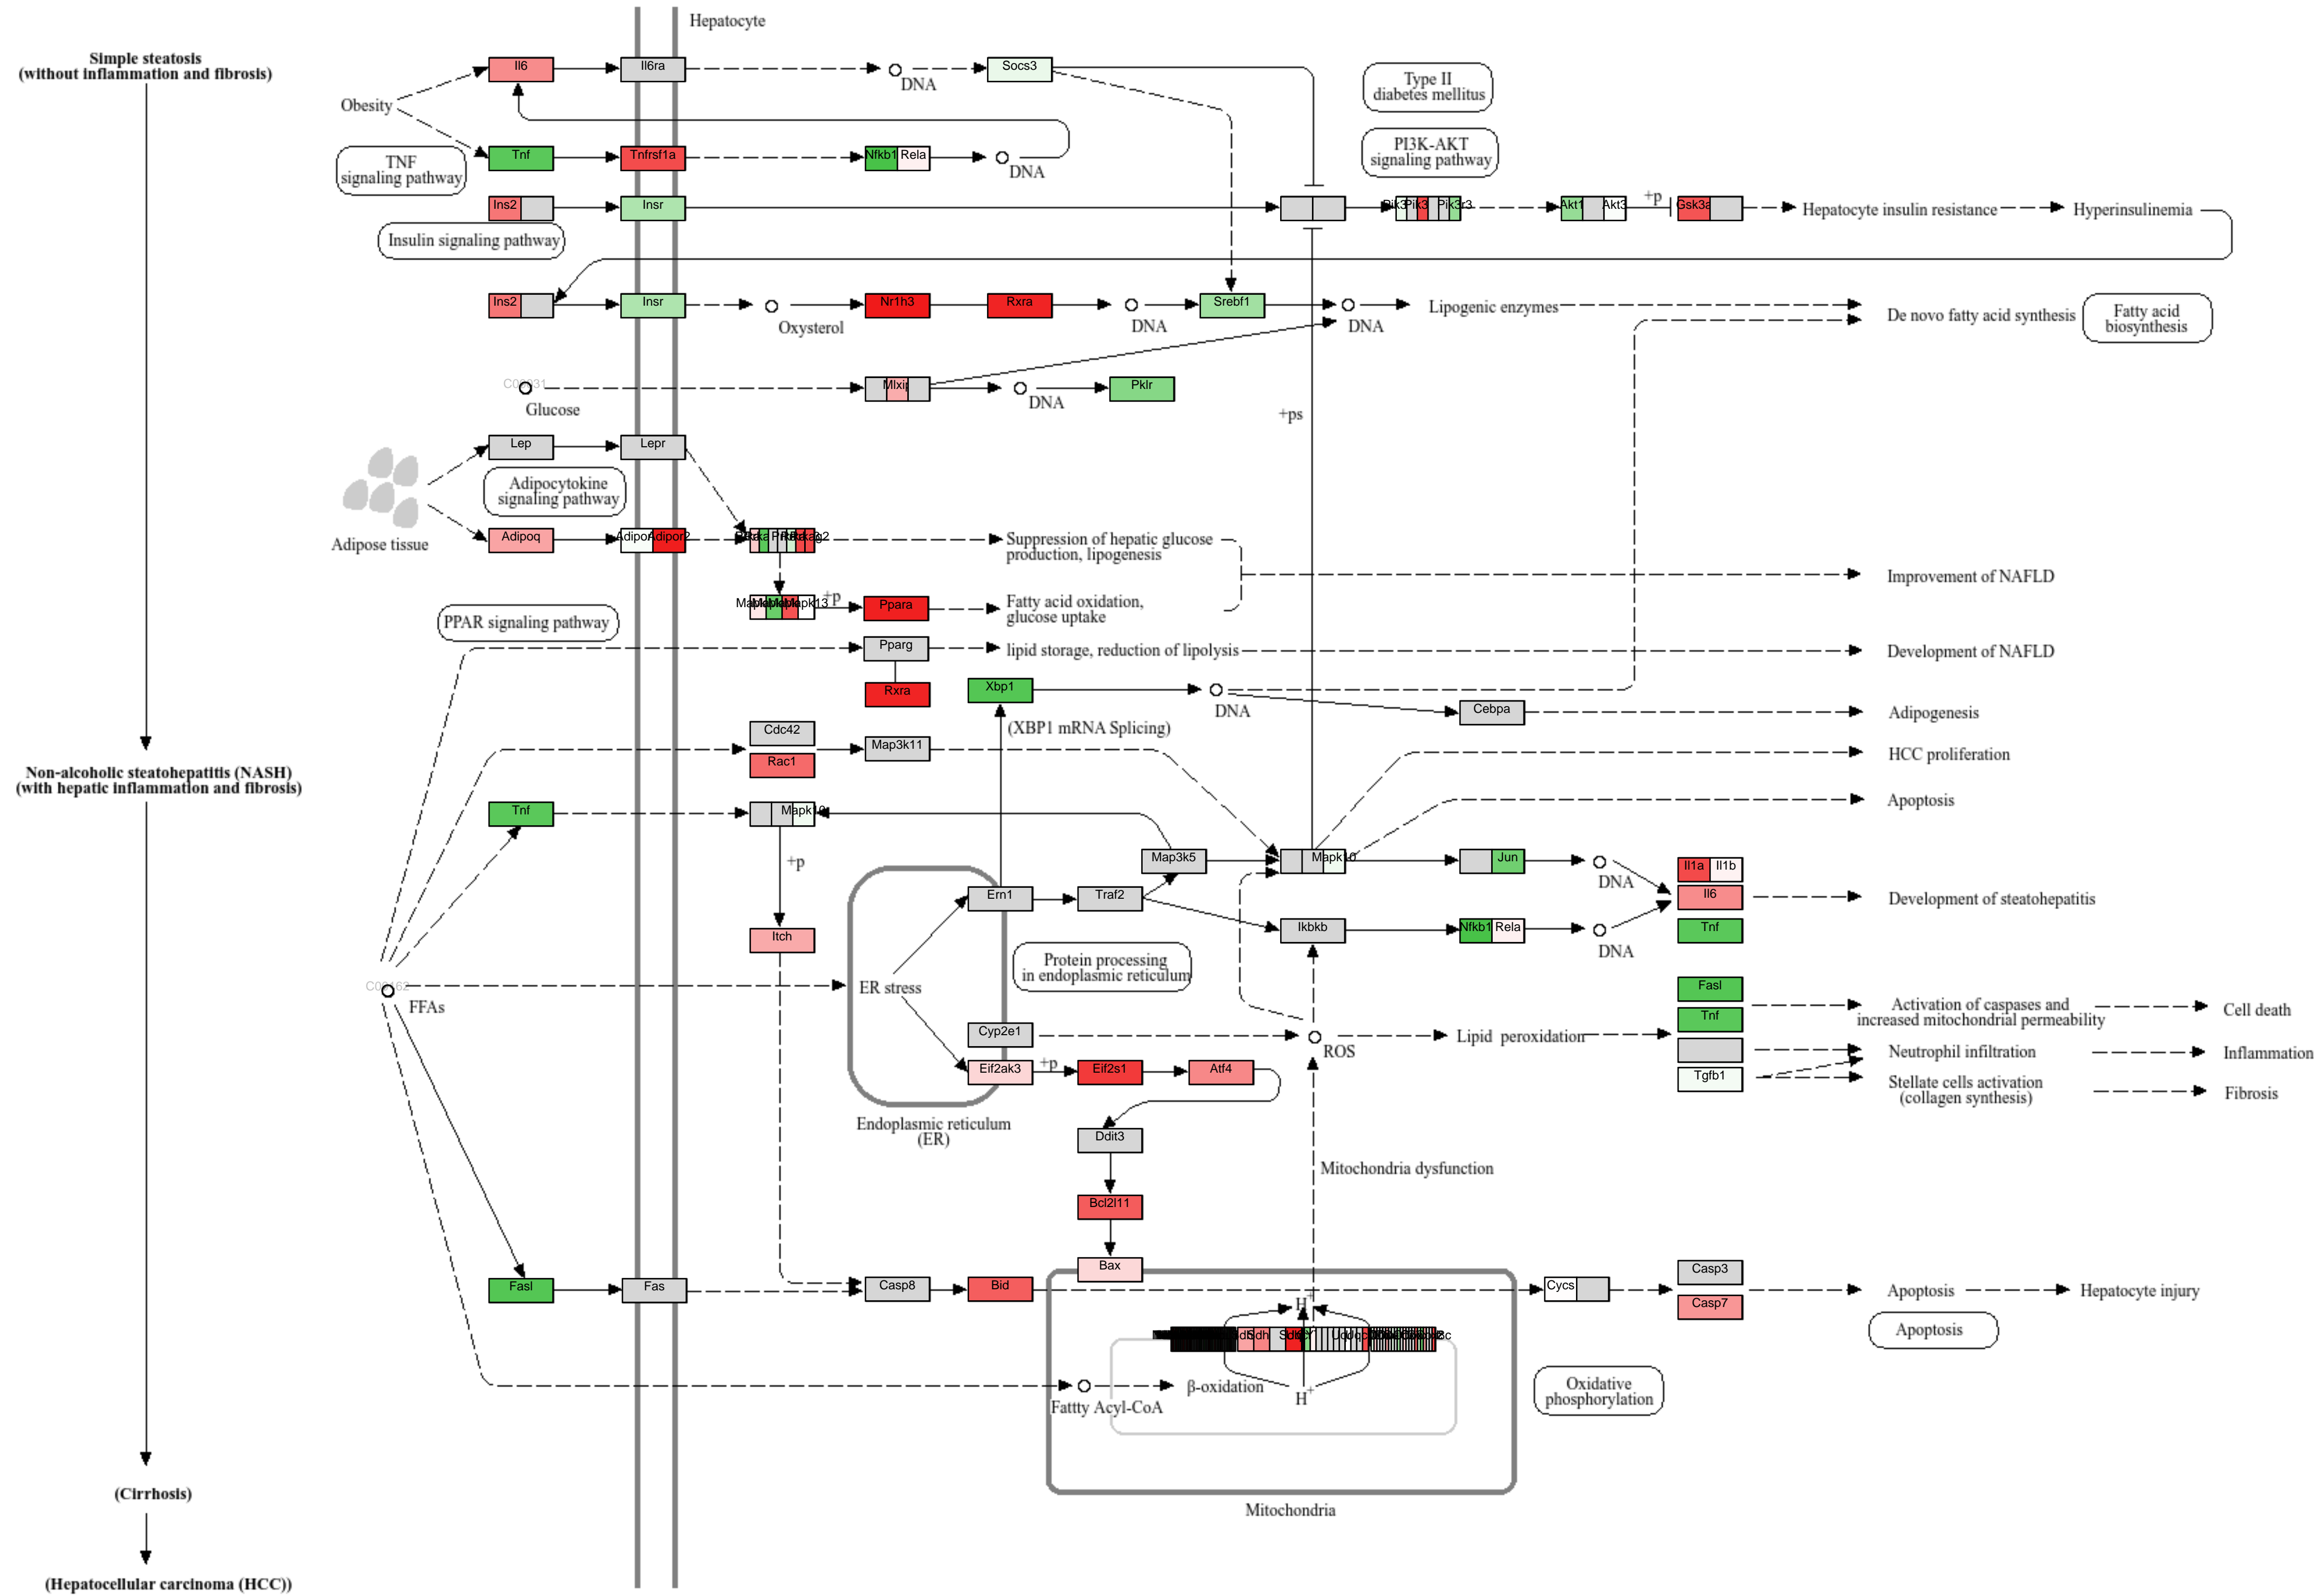 Hepatocyte
Simple steatosis
(without inflammation and fibrosis)
Il6
Il6ra
DNA
Socs3
Type II
diabetes mellitus
Obesity
TNF
signaling pathway
Tnf
Tnfrsf1a
Nfkb1
Rela
DNA
PI3K-AKT
signaling pathway
Ins2
Insr
Pik3r3
Akt1
Akt3
+p
Gsk3a
Hepatocyte insulin resistance
Hyperinsulinemia
Insulin signaling pathway
Ins2
Insr
Oxysterol
Nr1h3
Rxra
DNA
Srebf1
DNA
Lipogenic enzymes
De novo fatty acid synthesis
Fatty acid
biosynthesis
Glucose
Mlxip
DNA
Pklr
+ps
Lep
Lepr
Adipocytokine
signaling pathway
Adipose tissue
Adipoq
Adipor2
Suppression of hepatic glucose
production, lipogenesis
Improvement of NAFLD
+p
Ppara
Fatty acid oxidation,
glucose uptake
PPAR signaling pathway
Pparg
lipid storage, reduction of lipolysis
Development of NAFLD
Rxra
Xbp1
DNA
(XBP1 mRNA Splicing)
Cebpa
Adipogenesis
Cdc42
Rac1
Map3k11
HCC proliferation
Non-alcoholic steatohepatitis (NASH)
(with hepatic inflammation and fibrosis)
Tnf
Mapk10
Apoptosis
+p
Map3k5
Mapk10
Jun
DNA
Il1a
Il1b
Ern1
Traf2
Il6
Development of steatohepatitis
Itch
Ikbkb
Nfkb1
Rela
DNA
Tnf
Protein processing
in endoplasmic reticulum
FFAs
ER stress
Fasl
Tnf
Activation of caspases and
increased mitochondrial permeability
Cell death
Cyp2e1
ROS
Lipid peroxidation
Neutrophil infiltration
Inflammation
Eif2ak3
+p
Eif2s1
Atf4
Tgfb1
Stellate cells activation
(collagen synthesis)
Fibrosis
Endoplasmic reticulum
(ER)
Ddit3
Mitochondria dysfunction
Bcl2l11
Bax
Fasl
Fas
Casp8
Bid
Cycs
Casp3
Casp7
Apoptosis
Hepatocyte injury
H+
Apoptosis
Fattty Acyl-CoA
β-oxidation
H+
Oxidative
phosphorylation
Mitochondria
(Cirrhosis)
(Hepatocellular carcinoma (HCC))